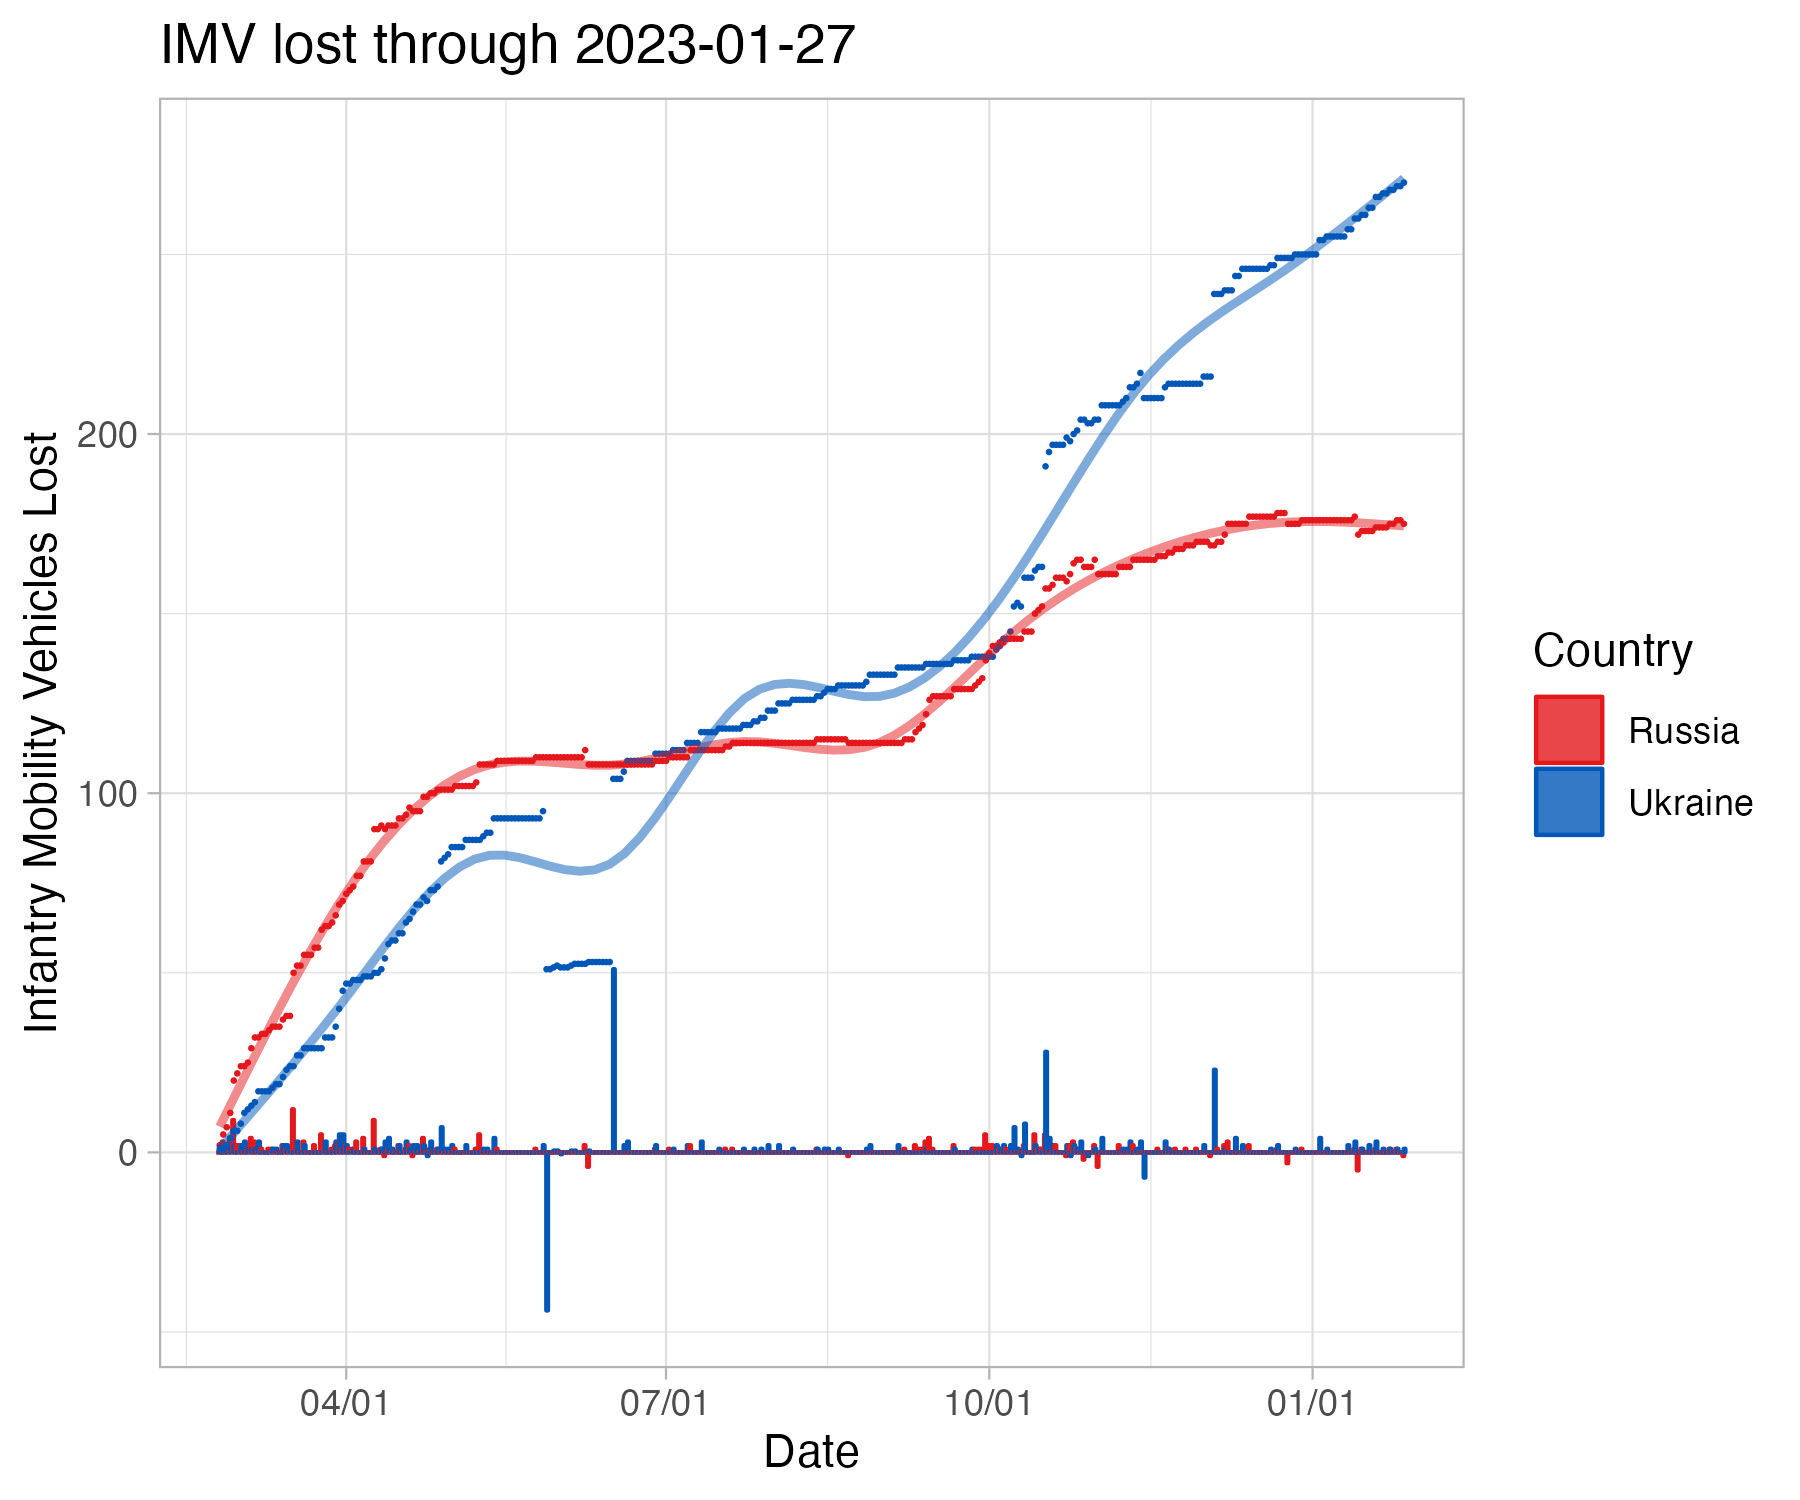 IMV lost through 2023-01-27
Infantry Mobility Vehicles Lost
200
100
0
04/01
07/01
10/01
01/01
Date
Country
Russia
Ukraine